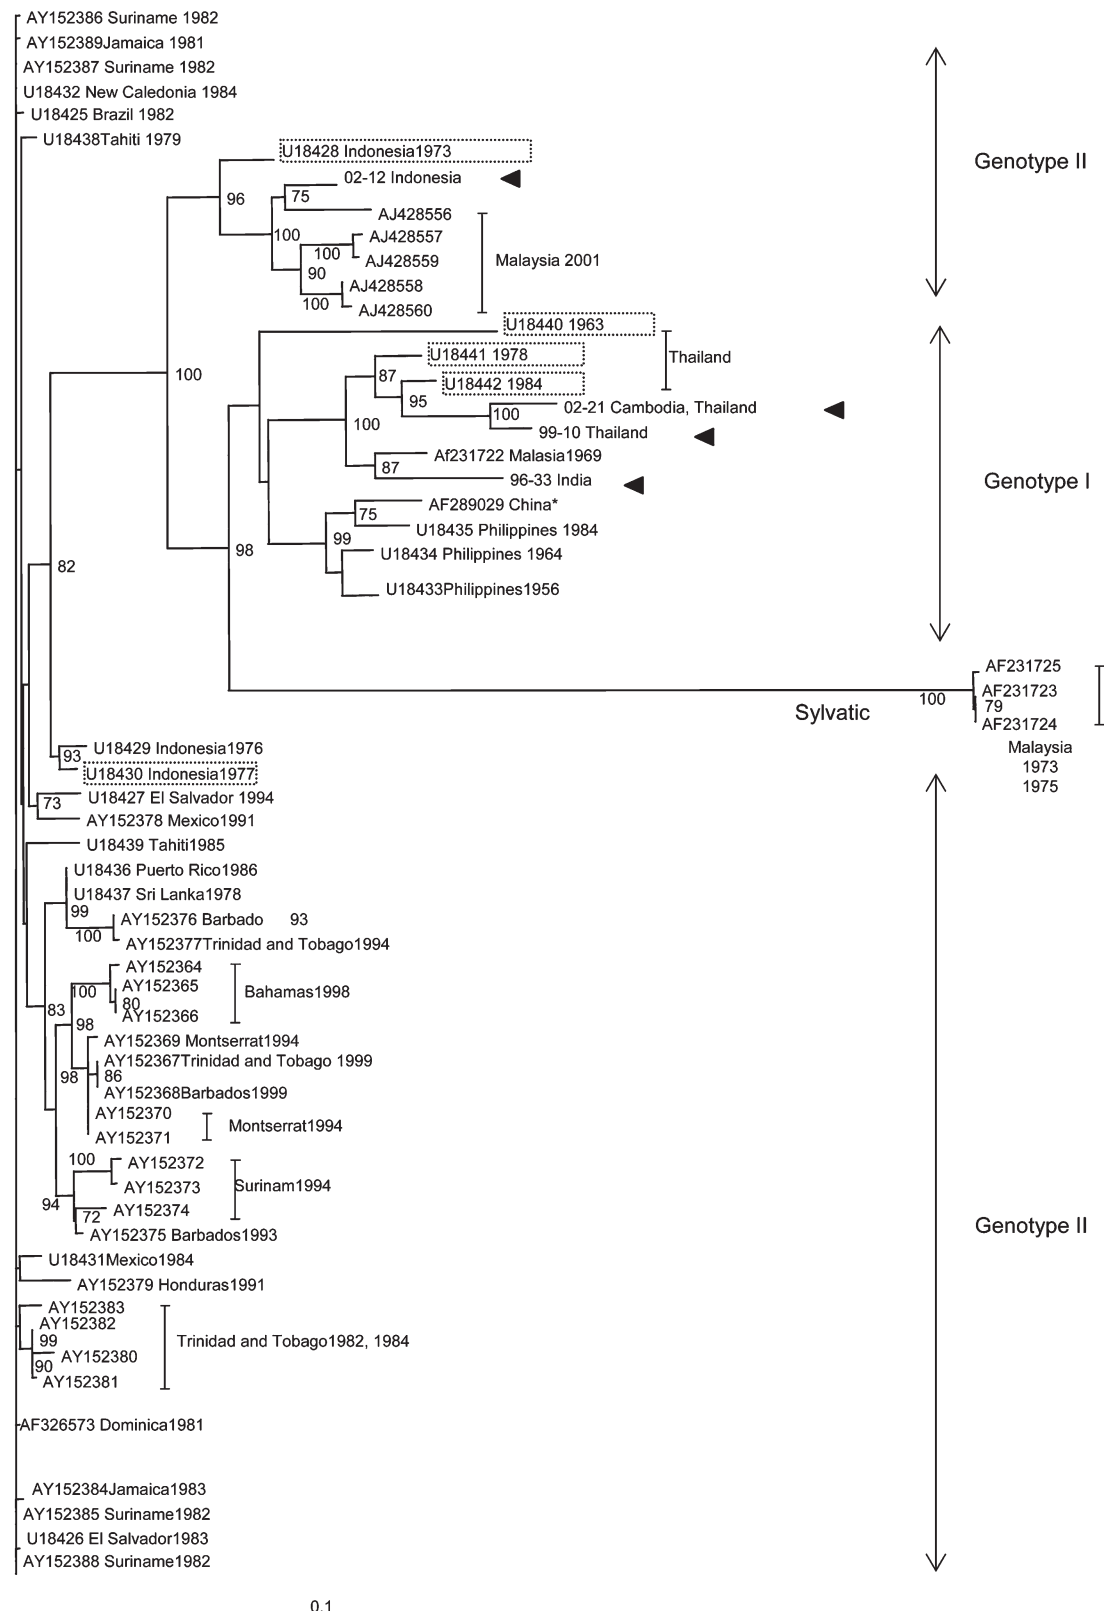 AY152386 Suriname 1982
AY152389Jamaica 1981
AY152387 Suriname 1982
U18432 New Caledonia 1984
U18425 Brazil 1982
U18438Tahiti 1979
U18428 Indonesia1973
Genotype II
02-12 Indonesia
75
96
AJ428556
100
AJ428557
100
AJ428559
Malaysia 2001
90
AJ428558
100
AJ428560
U18440 1963
U18441 1978
Thailand
100
87
U18442 1984
95
02-21 Cambodia, Thailand
100
100
99-10 Thailand
Af231722 Malasia1969
87
96-33 India
Genotype I
AF289029 China*
75
U18435 Philippines 1984
99
98
U18434 Philippines 1964
82
U18433Philippines1956
AF231725
AF231723
100
79
Sylvatic
AF231724
Malaysia
1973
1975
U18429 Indonesia1976
93
U18430 Indonesia1977
U18427 El Salvador 1994
73
AY152378 Mexico1991
U18439 Tahiti1985
U18436 Puerto Rico1986
U18437 Sri Lanka1978
99
AY152376 Barbado 93
100
AY152377Trinidad and Tobago1994
AY152364
AY152365
100
Bahamas1998
80
AY152366
83
98
AY152369 Montserrat1994
AY152367Trinidad and Tobago 1999
98
86
AY152368Barbados1999
AY152370
Montserrat1994
AY152371
100
AY152372
AY152373
Surinam1994
94
AY152374
72
Genotype II
AY152375 Barbados1993
U18431Mexico1984
AY152379 Honduras1991
AY152383
AY152382
99
Trinidad and Tobago1982, 1984
AY152380
90
AY152381
AF326573 Dominica1981
AY152384Jamaica1983
AY152385 Suriname1982
U18426 El Salvador1983
AY152388 Suriname1982
0.1